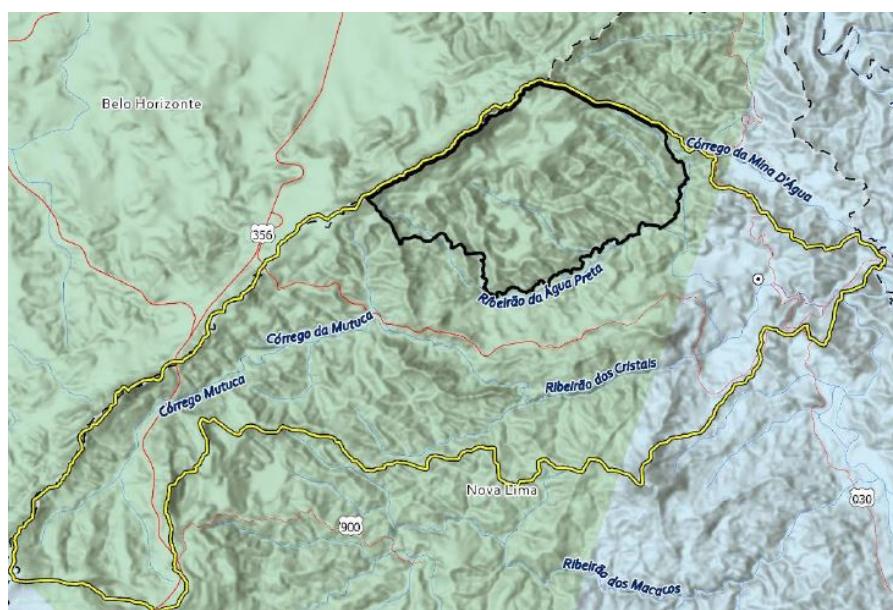 Belo Horizonte
Córrego da Mina D'Água
356
Ribeirão da Água Preta
Córrego da Mutuca
Ribeirão dos Cristais
Córrego Mutuca
Nova Lima
030
900
Ribeirão dos Macacos